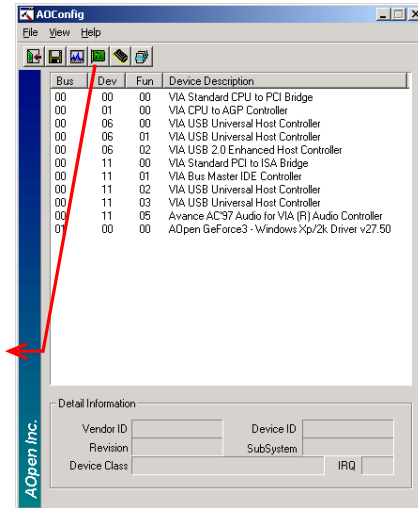 AOConfig
File View Help
Bus Dev Fun Device Description
00 00 00 VIA Standard CPU to PCI Bridge
00 01 00 VIA CPU to AGP Controller
00 06 00 VIA USB Universal Host Controller
00 06 01 VIA USB Universal Host Controller
00 06 02 VIA USB 2.0 Enhanced Host Controller
00 11 00 VIA Standard PCI to ISA Bridge
00 11 01 VIA Bus Master IDE Controller
00 11 02 VIA USB Universal Host Controller
00 11 03 VIA USB Universal Host Controller
00 11 05 Avance AC'97 Audio for VIA (R) Audio Controller
01 00 00 AOpen GeForce3 - Windows Xp/2k Driver v27.50
Detail Information
Vendor ID Device ID
Revision SubSystem
Device Class IRQ
AOpen Inc.